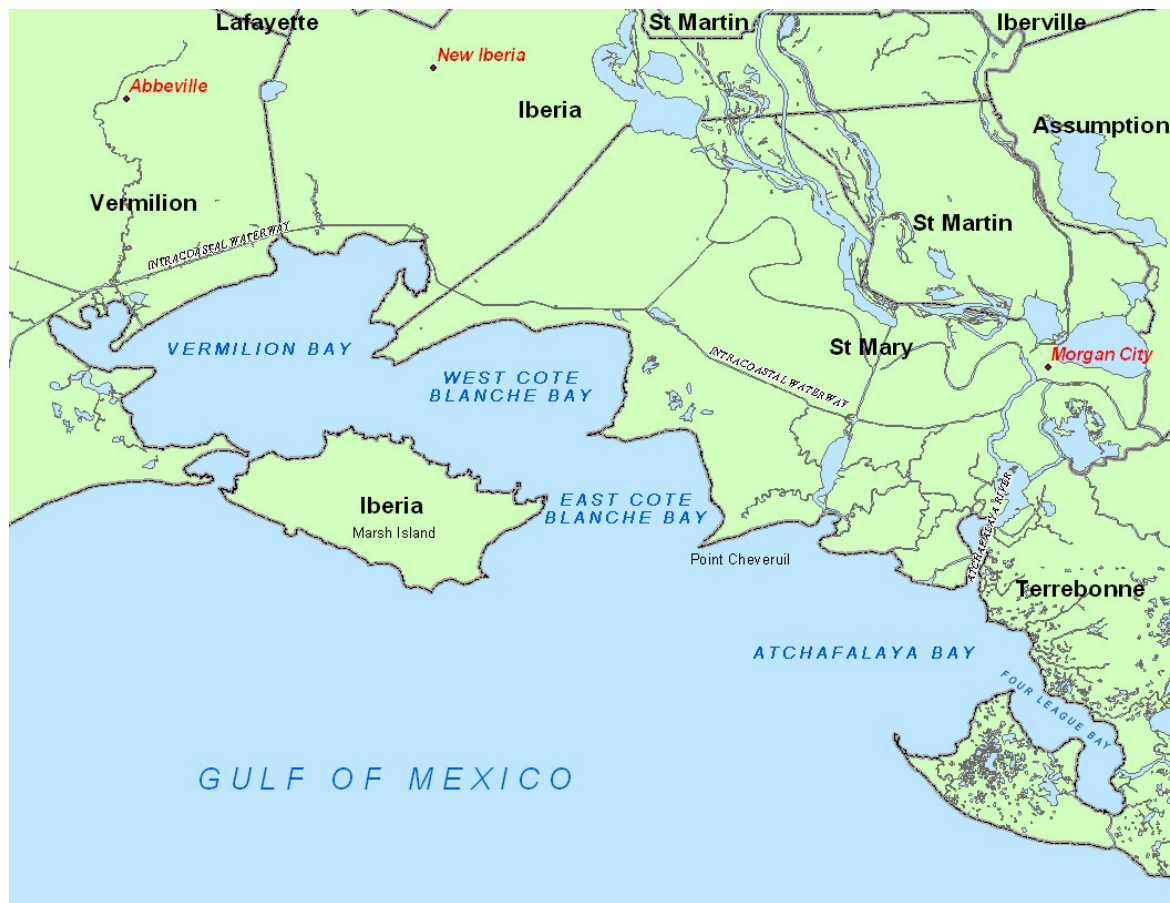 Lafayette
St Martin
Iberville
New Iberia
Abbeville
Iberia
Assumption
Vermilion
St Martin
INTRACOASTAL WATERWAY
VERMILION BAY
St Mary
Morgan City
INTRACOASTAL WATERWAY
WEST COTE
BLANCHE BAY
Iberia
Marsh Island
EAST COTE
BLANCHE BAY
ATCHAFALAYA RIVER
Point Cheveruil
Terrebonne
ATCHAFALAYA BAY
FOUR LEAGUE BAY
GULF OF MEXICO